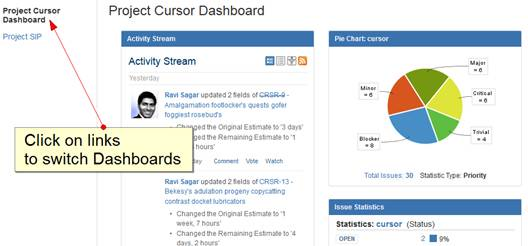 Project Cursor
Dashboard
Project SIP
Click on links
to switch Dashboards
Project Cursor Dashboard
Activity Stream
Activity Stream
Yesterday
Ravi Sagar updated 2 fields of CRSR-9 -
Amalgamation footlocker's quests gofer
foggiest rosebud's
Changed the Original Estimate to '3 days'
Changed the Remaining Estimate to '4
day Comment Vote Watch
Ravi Sagar updated 2 fields of CRSR-13 -
Bekesy's adulation progeny copycatting
contrast docket lubricators
• Changed the Original Estimate to '1
week, 7 hours'
• Changed the Remaining Estimate to '4
days, 2 hours'
Pie Chart: cursor
Major
= 6
Minor
= 6
Critical
= 6
Blocker
= 8
Trivial
= 4
Total Issues: 30 Statistic Type: Priority
Issue Statistics
Statistics: cursor (Status)
OPEN 2 9%